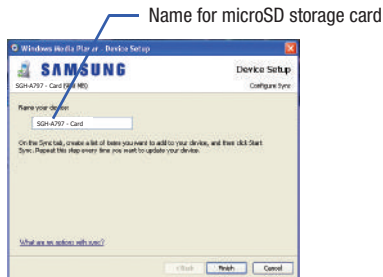 Name for microSD storage card
Windows Media Player - Device Setup
SAMSUNG
Device Setup
SGH-A797 - Card (
MB)
Configure Sync
Name your device:
SGH-A797 - Card
On the Sync tab, create a list of items you want to add to your device, and then click Start
Sync. Repeat this step every time you want to update your device.
What are my options with sync?
< Back
Finish
Cancel